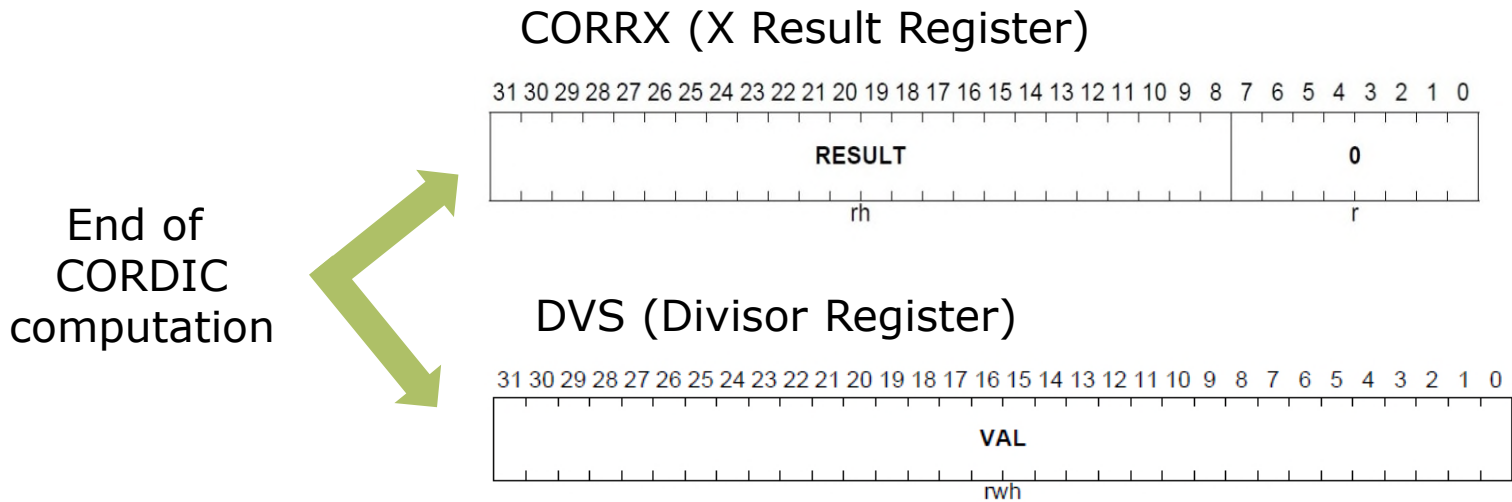 CORRX (X Result Register)
31 30 29 28 27 26 25 24 23 22 21 20 19 18 17 16 15 14 13 12 11 10 9 8 7 6 5 4 3 2 1 0
RESULT 0
rh r
End of
CORDIC
computation
DVS (Divisor Register)
31 30 29 28 27 26 25 24 23 22 21 20 19 18 17 16 15 14 13 12 11 10 9 8 7 6 5 4 3 2 1 0
VAL
rwh